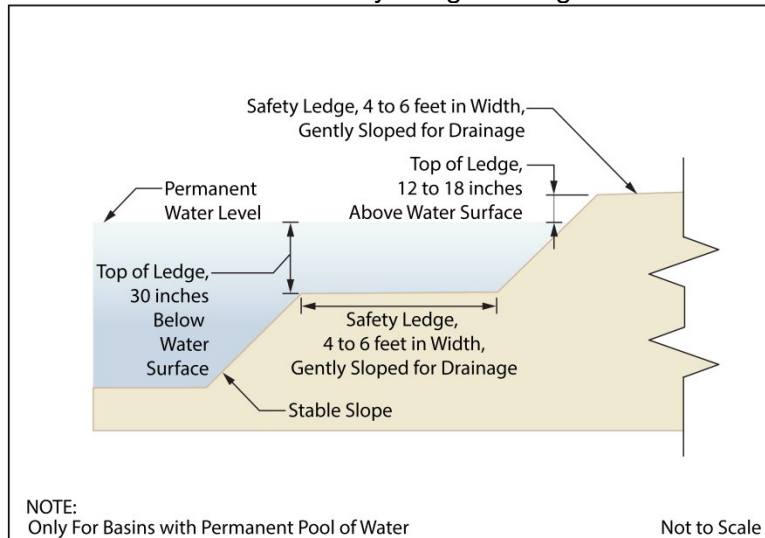 Safety Ledge, 4 to 6 feet in Width,
Gently Sloped for Drainage
Top of Ledge,
12 to 18 inches
Above Water Surface
Permanent
Water Level
Top of Ledge,
30 inches
Below
Water
Surface
Safety Ledge,
4 to 6 feet in Width,
Gently Sloped for Drainage
Stable Slope
NOTE:
Only For Basins with Permanent Pool of Water
Not to Scale